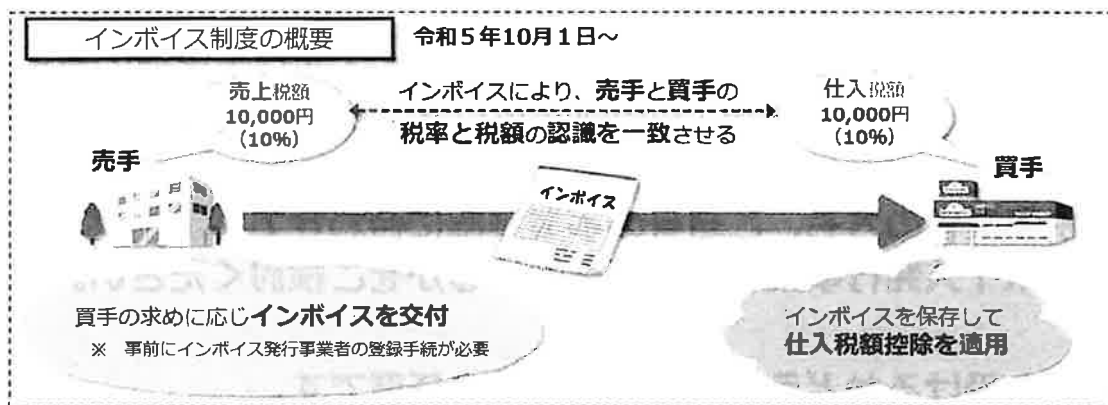 インボイス制度の概要
令和5年10月1日~
売上税額
10,000円
(10%)
インボイスにより、売手と買手の
税率と税額の認識を一致させる
仕入税額
10,000円
(10%)
売手
買手
インボイス
買手の求めに応じインボイスを交付
※ 事前にインボイス発行事業者の登録手続が必要
インボイスを保存して
仕入税額控除を適用